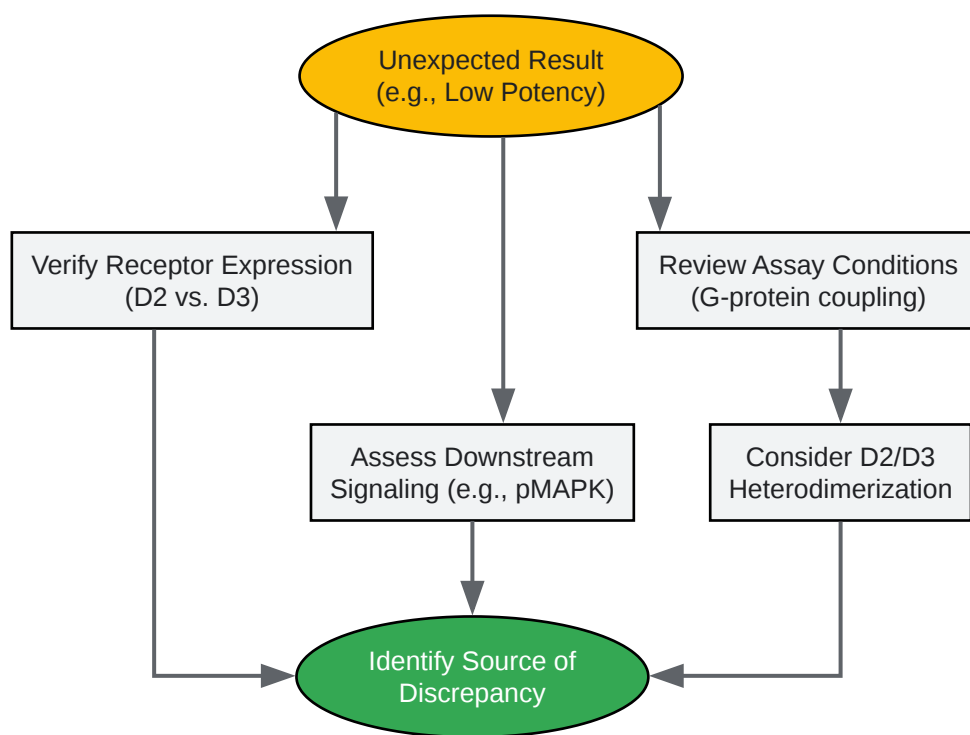 Unexpected Result
(e.g., Low Potency)
Verify Receptor Expression
(D2 vs. D3)
Review Assay Conditions
(G-protein coupling)
Assess Downstream
Signaling (e.g., pMAPK)
Consider D2/D3
Heterodimerization
Identify Source of
Discrepancy